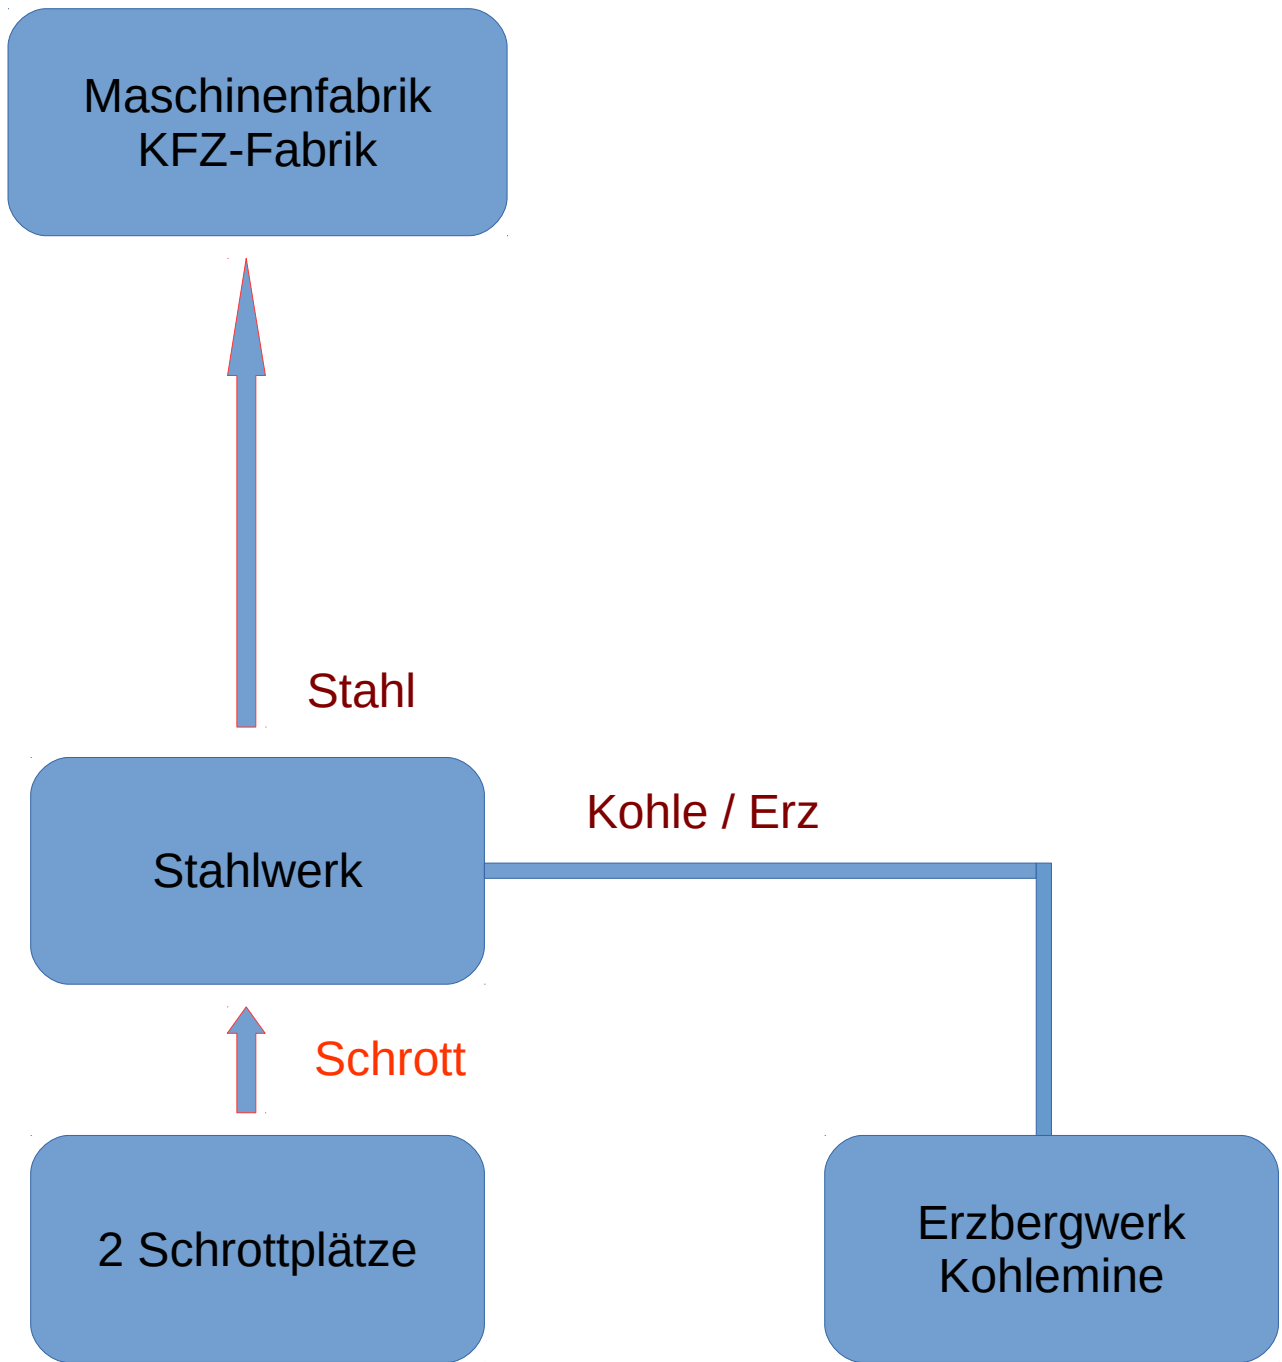 Maschinenfabrik
KFZ-Fabrik
Stahl
Kohle / Erz
Stahlwerk
Schrott
2 Schrottplätze
Erzbergwerk
Kohlemine